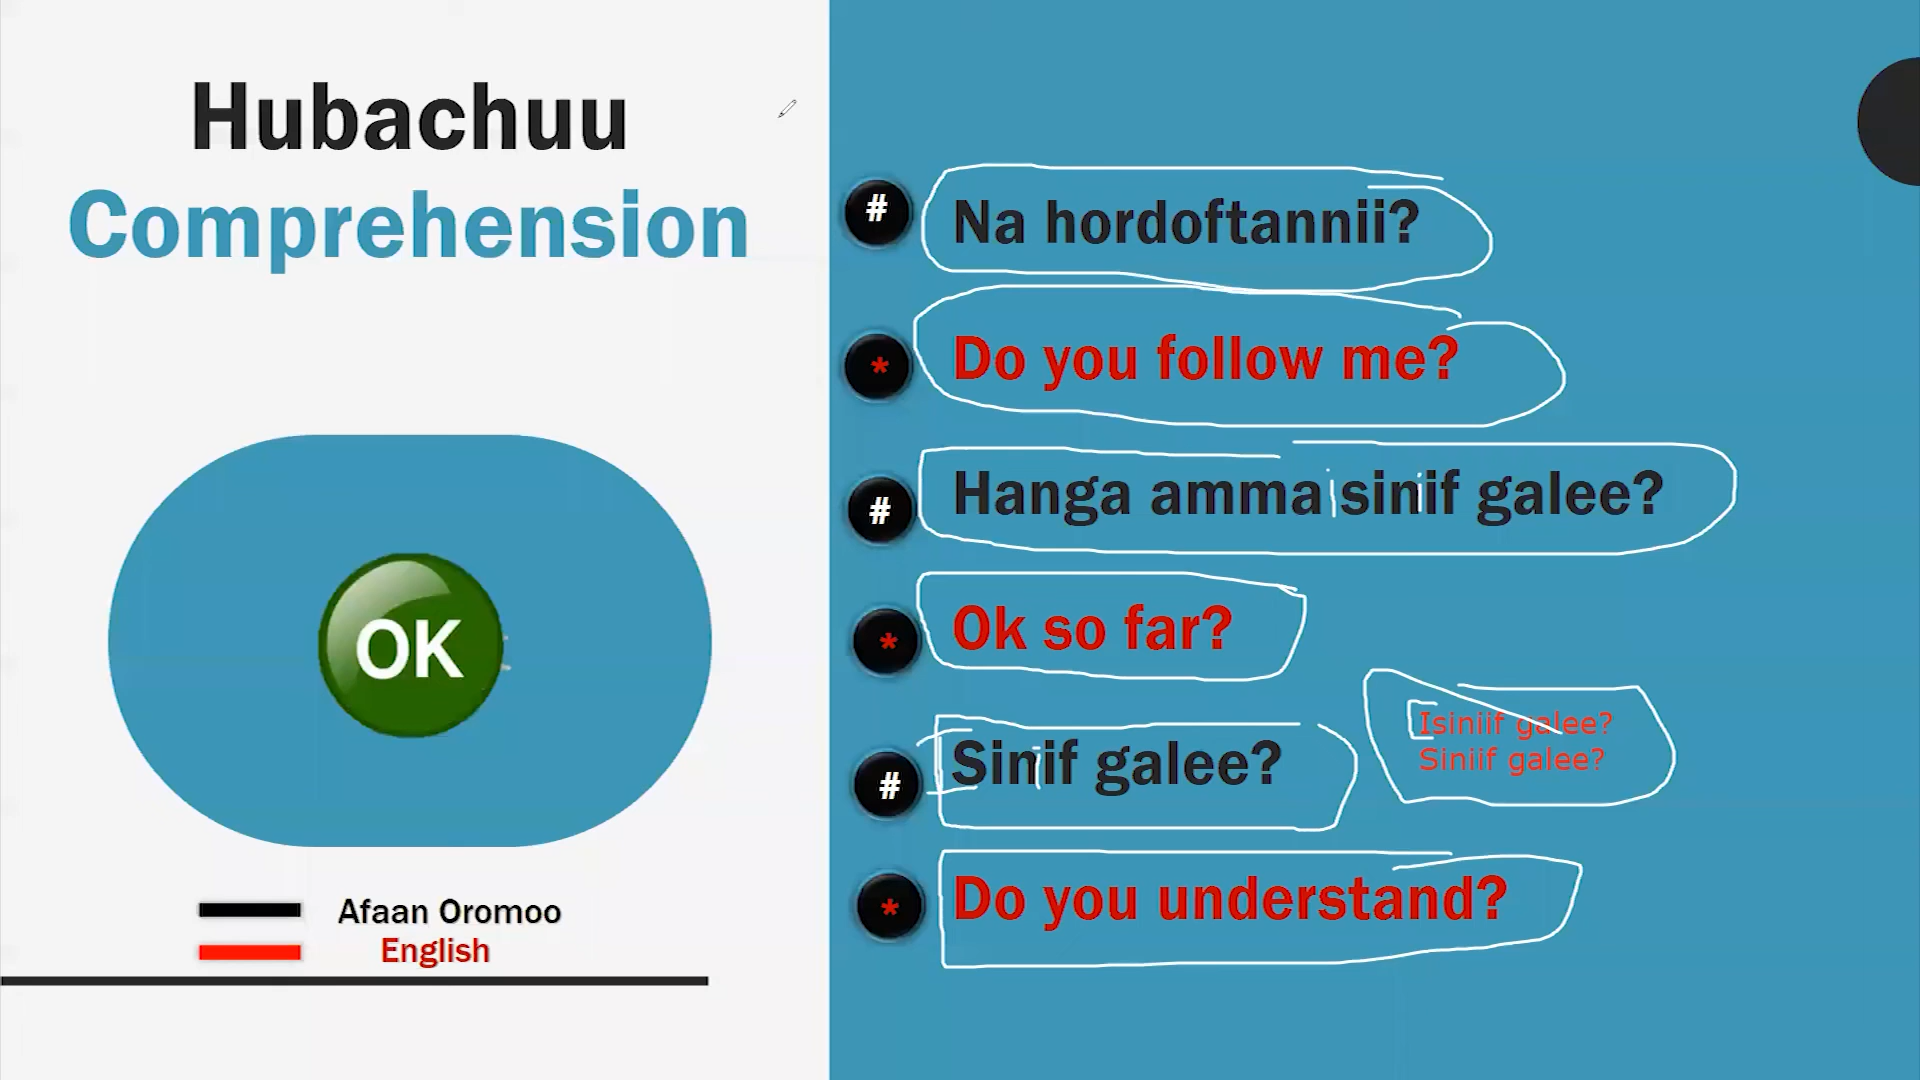 Hubachuu
Comprehension
OK
Afaan Oromoo
English
# Na hordoftannii?
* Do you follow me?
# Hanga amma sinif galee?
* Ok so far?
# Sinif galee?
Isiniif galee?
Siniif galee?
* Do you understand?